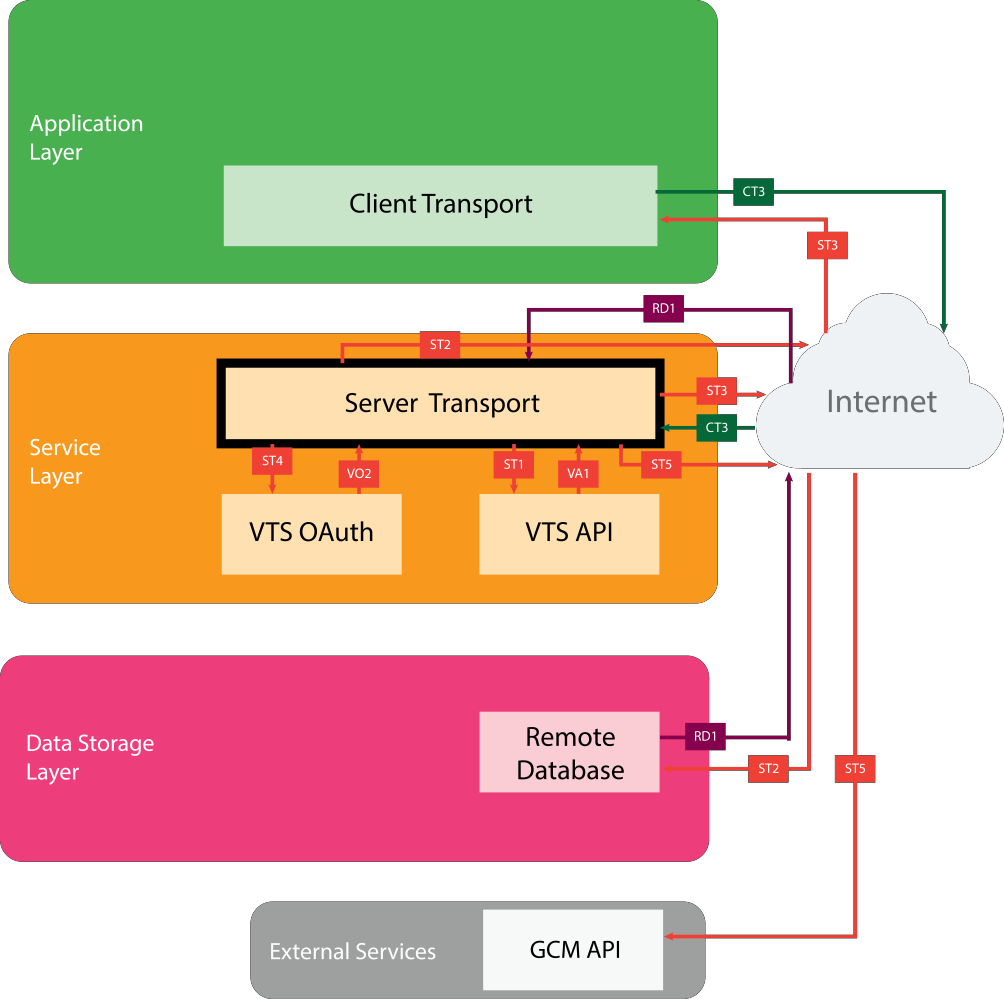 Application
Layer
Client Transport
CT3
ST3
RD1
ST2
Server  Transport
ST3
CT3
Internet
Service
Layer
ST4
VO2
ST1
VA1
ST5
VTS OAuth
VTS API
Data Storage
Layer
Remote
Database
RD1
ST2
ST5
External Services
GCM API